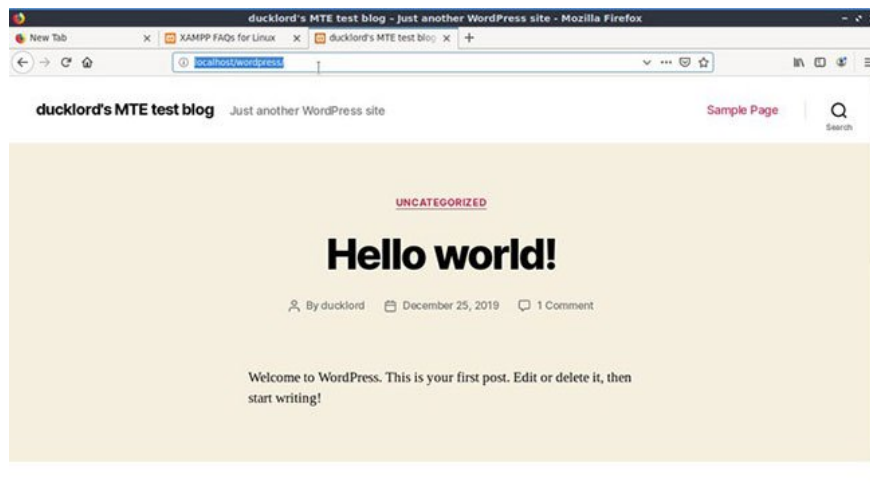 ducklord's MTE test blog - Just another WordPress site - Mozilla Firefox
New Tab
XAMPP FAQs for Linux
ducklord's MTE test blog
localhost/wordpress/
ducklord's MTE test blog Just another WordPress site
Sample Page
Search
UNCATEGORIZED
Hello world!
By ducklord December 25, 2019 1 Comment
Welcome to WordPress. This is your first post. Edit or delete it, then
start writing!